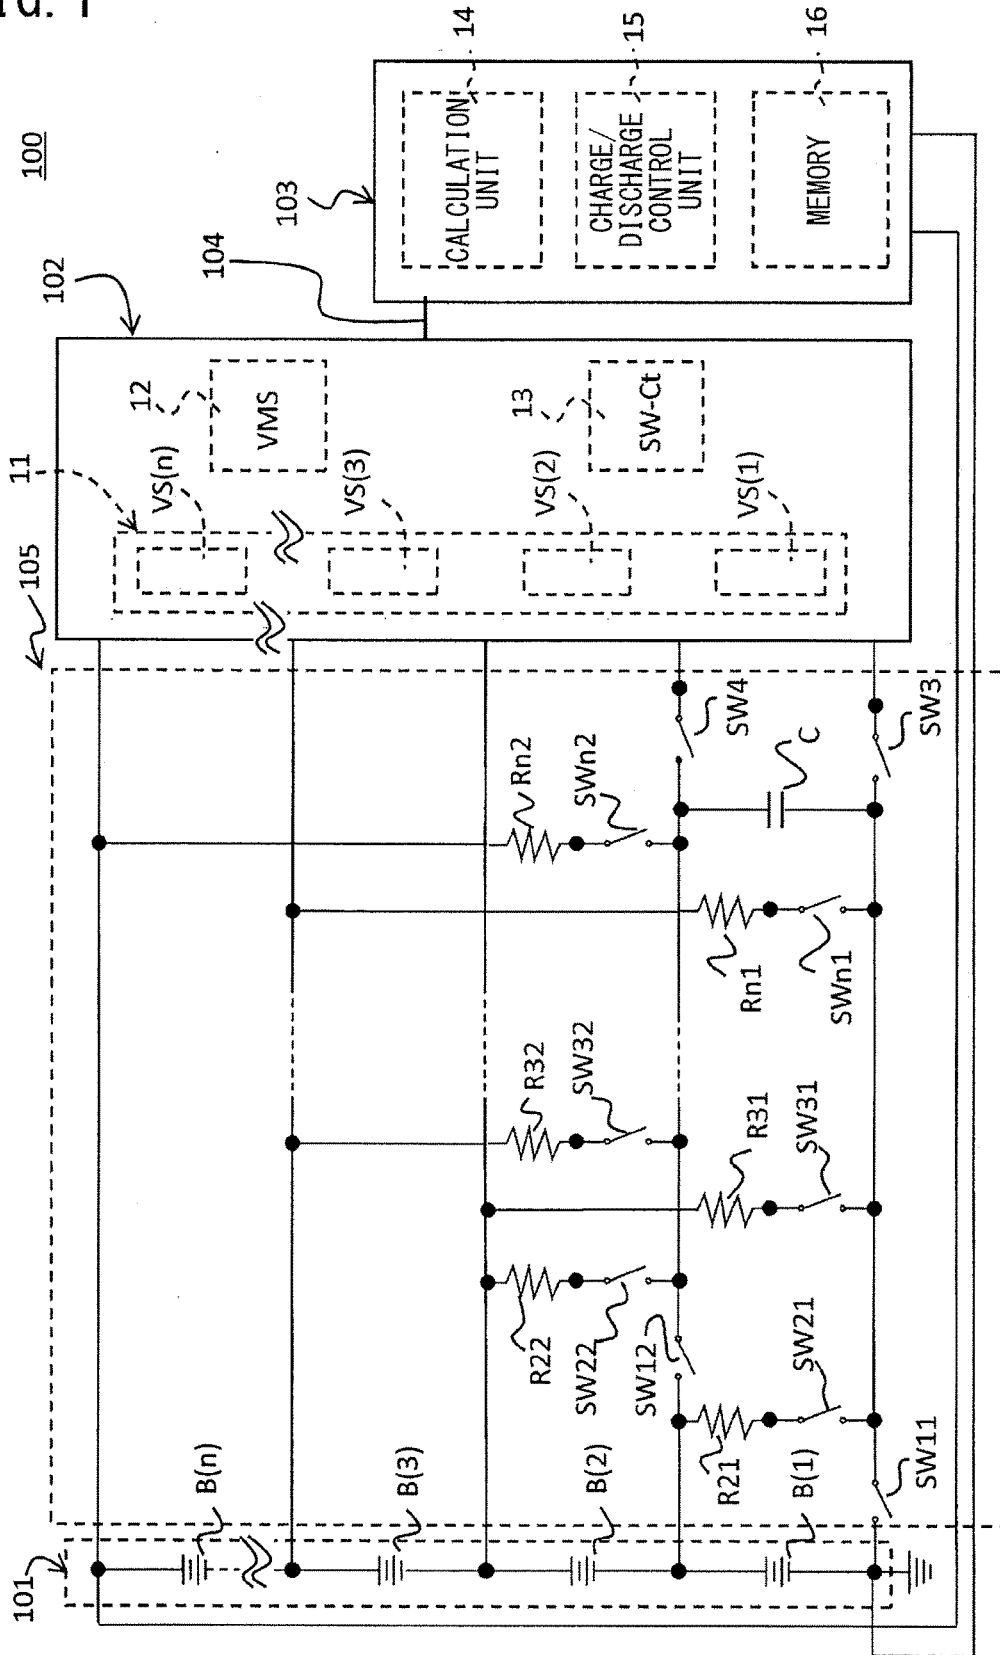 FIG. 1
100
101
102
103
104
105
11
12
VMS
13
SW-Ct
14
CALCULATION
UNIT
15
CHARGE/
DISCHARGE
CONTROL
UNIT
16
MEMORY
VS(n)
VS(3)
VS(2)
VS(1)
Rn2
SWn2
SW4
Rn1
SWn1
C
SW3
R32
SW32
R31
SW31
R22
SW22
SW12
R21
SW21
SW11
B(n)
B(3)
B(2)
B(1)